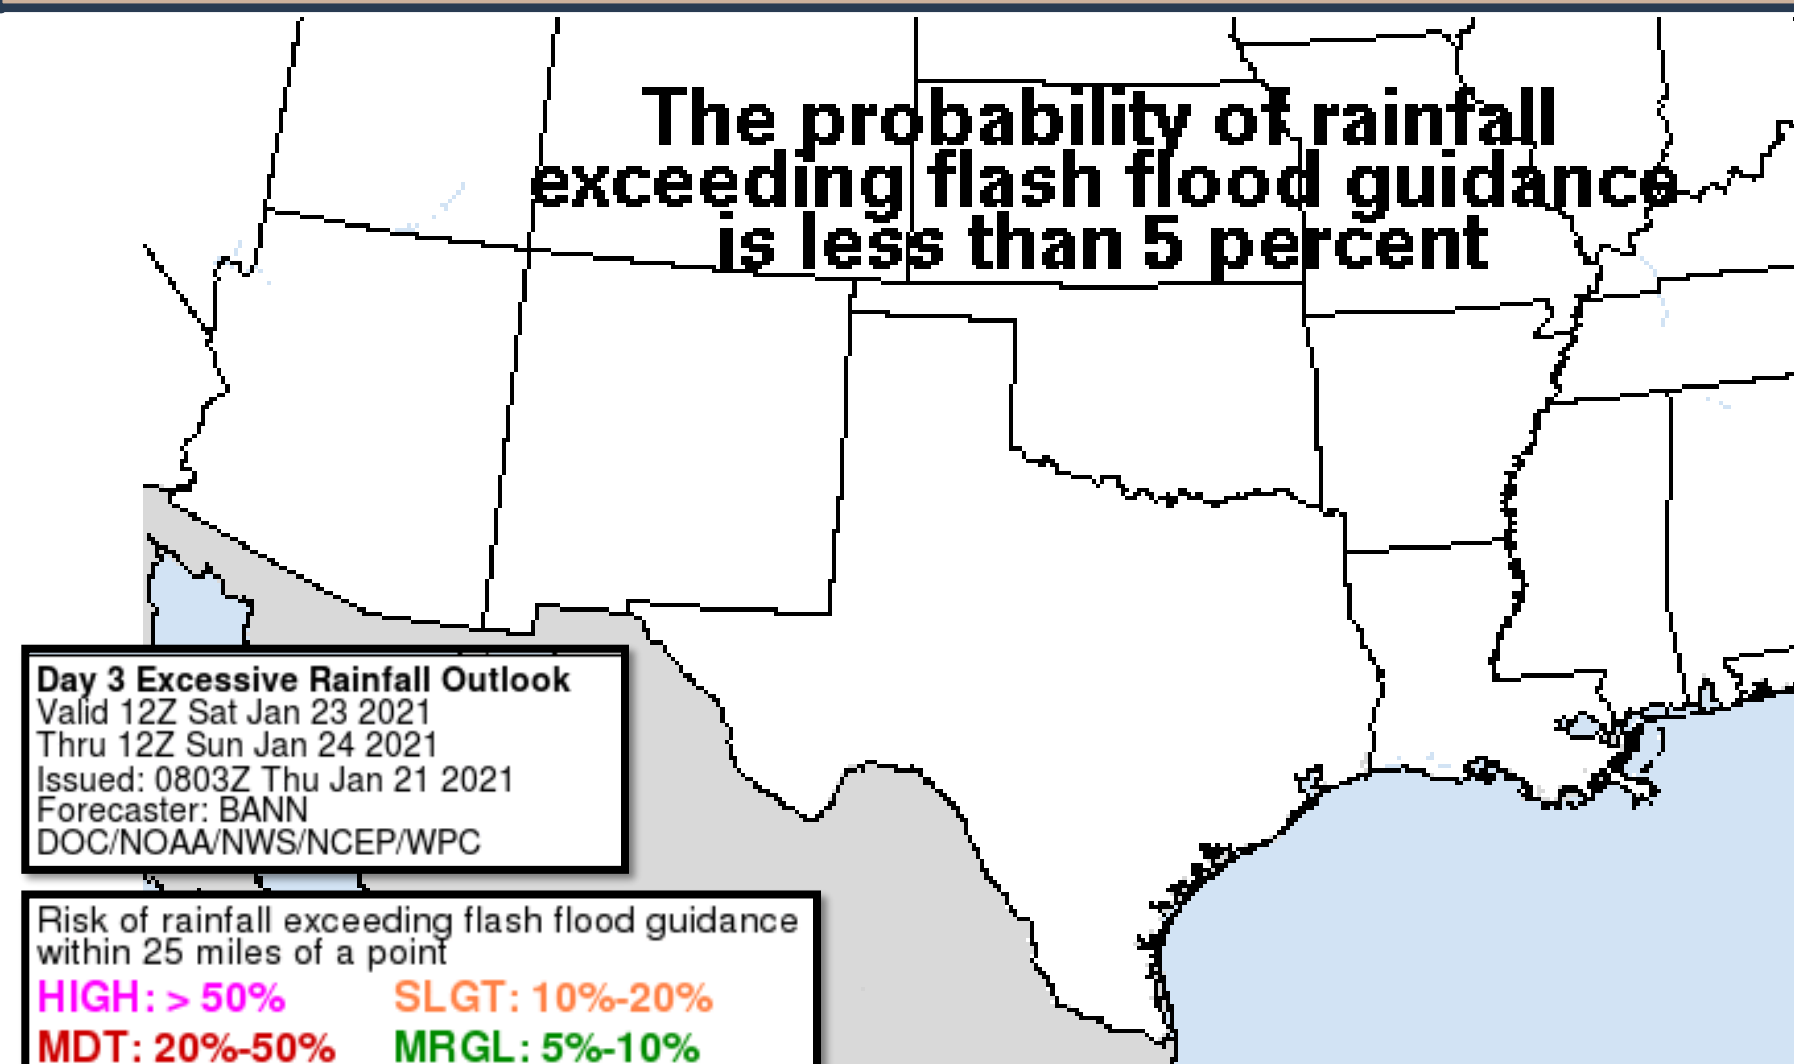 The probability of rainfall
exceeding flash flood guidance
is less than 5 percent
Day 3 Excessive Rainfall Outlook
Valid 12Z Sat Jan 23 2021
Thru 12Z Sun Jan 24 2021
Issued: 0803Z Thu Jan 21 2021
Forecaster: BANN
DOC/NOAA/NWS/NCEP/WPC
Risk of rainfall exceeding flash flood guidance
within 25 miles of a point
HIGH: > 50% SLGT: 10%-20%
MDT: 20%-50% MRGL: 5%-10%